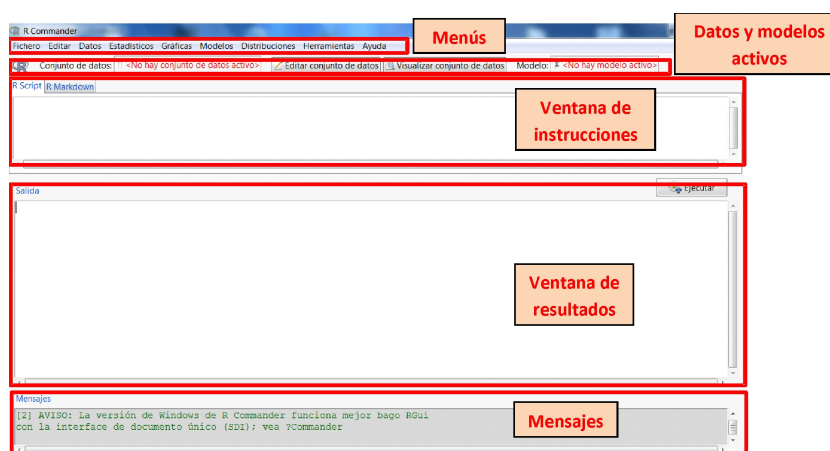 R Commander
Menús
Datos y modelos
activos
Fichero Editar Datos Estadísticos Gráficas Modelos Distribuciones Herramientas Ayuda
Conjunto de datos: <No hay conjunto de datos activo> Editar conjunto de datos Visualizar conjunto de datos Modelo: Σ <No hay modelo activo>
R Script R Markdown
Ventana de
instrucciones
Ejecutar
Salida
Ventana de
resultados
Mensajes
[2] AVISO: La versión de Windows de R Commander funciona mejor bago RGui
con la interface de documento único (SDI); vea ?Commander
Mensajes